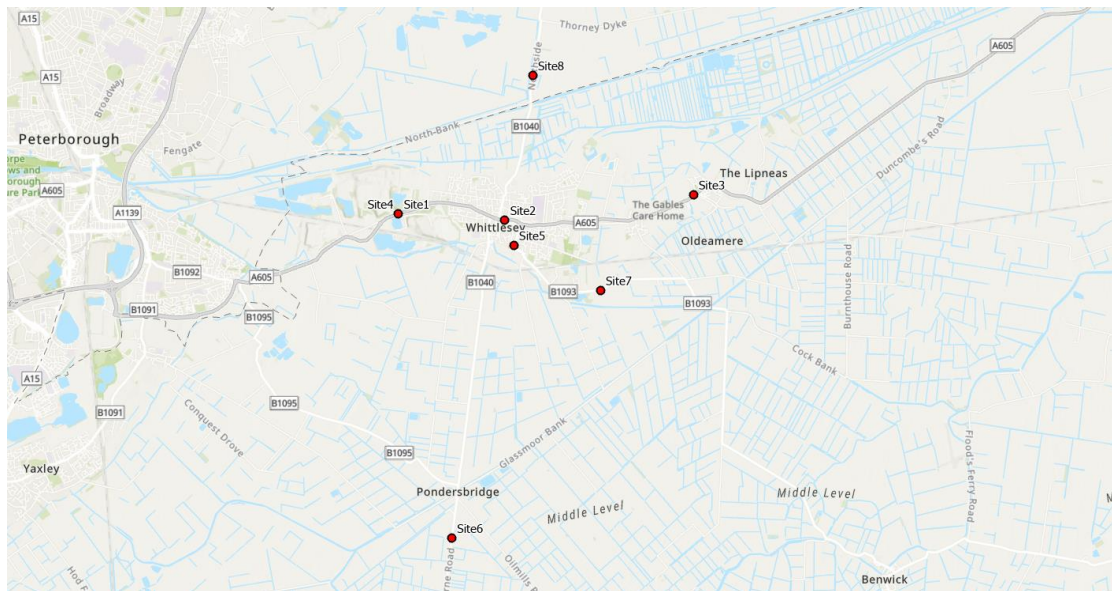 Thorney Dyke
A15
A605
Northside
Site8
A15
Broadway
B1040
North-Bank
Peterborough
Fengate
Duncombe's Road
The Lipneas
Site3
A605
The Gables
Care Home
Site4
Site1
A1139
Site2
A605
Whittlesey
Site5
Oldeamere
B1092
A605
B1040
Site7
B1093
B1093
Burnthouse Road
B1091
B1095
Cock Bank
A15
B1095
B1091
Conquest Drove
Glassmoor Bank
Flood's Ferry Road
B1095
Yaxley
Pondersbridge
Middle Level
Middle Level
Site6
Oilmills R
Benwick